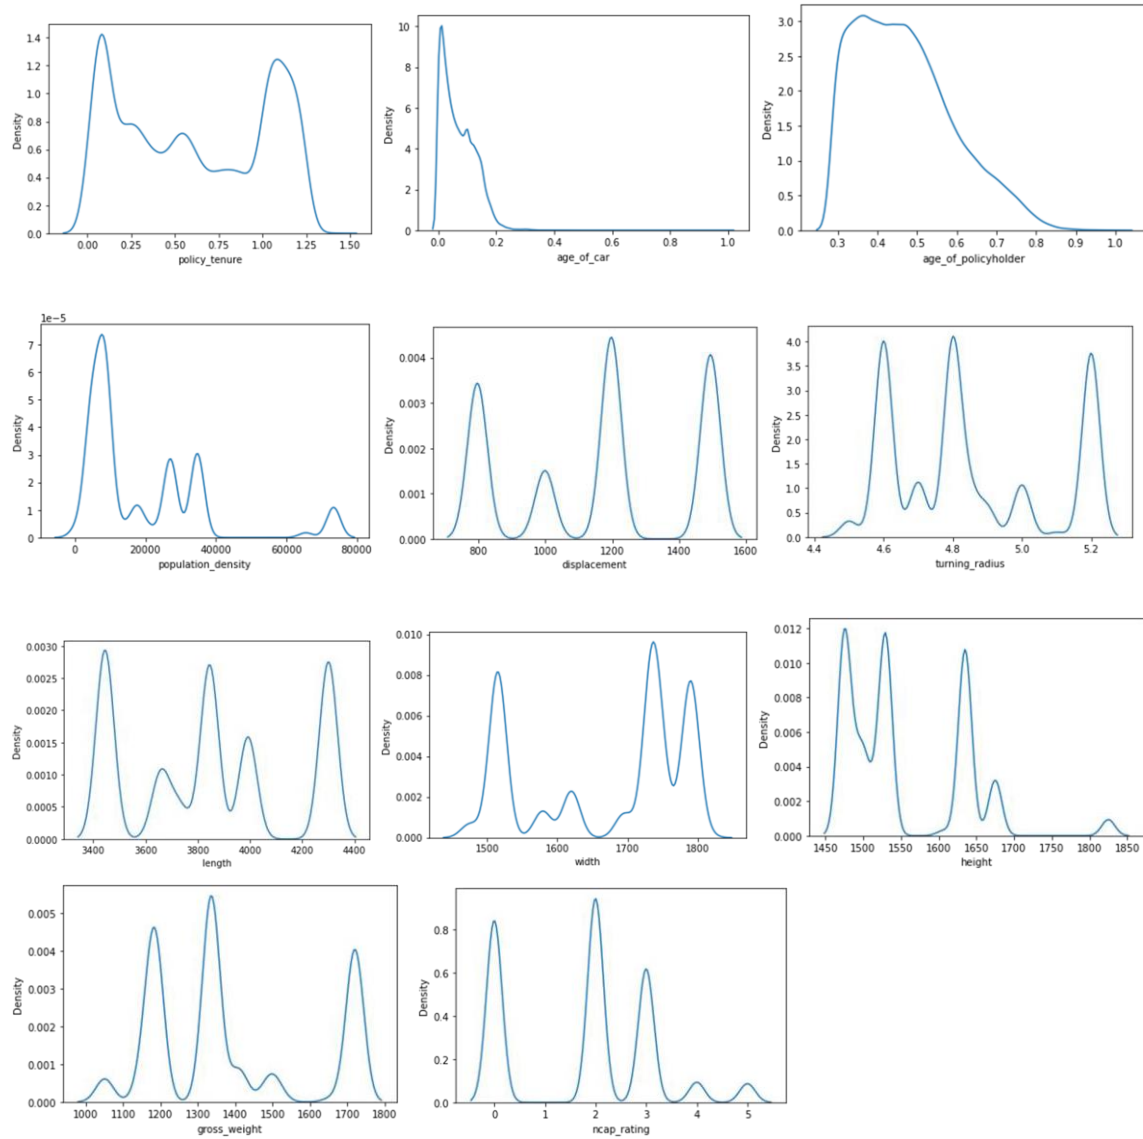 Density
1.4
1.2
1.0
0.8
0.6
0.4
0.2
0.0
0.00 0.25 0.50 0.75 1.00 1.25 1.50
policy_tenure
Density
10
8
6
4
2
0
0.0 0.2 0.4 0.6 0.8 1.0
age_of_car
Density
3.0
2.5
2.0
1.5
1.0
0.5
0.0
0.3 0.4 0.5 0.6 0.7 0.8 0.9 1.0
age_of_policyholder
1e−5
Density
7
6
5
4
3
2
1
0
0 20000 40000 60000 80000
population_density
Density
0.004
0.003
0.002
0.001
0.000
800 1000 1200 1400 1600
displacement
Density
4.0
3.5
3.0
2.5
2.0
1.5
1.0
0.5
0.0
4.4 4.6 4.8 5.0 5.2
turning_radius
Density
0.0030
0.0025
0.0020
0.0015
0.0010
0.0005
0.0000
3400 3600 3800 4000 4200 4400
length
Density
0.010
0.008
0.006
0.004
0.002
0.000
1500 1600 1700 1800
width
Density
0.012
0.010
0.008
0.006
0.004
0.002
0.000
1450 1500 1550 1600 1650 1700 1750 1800 1850
height
Density
0.005
0.004
0.003
0.002
0.001
0.000
1000 1100 1200 1300 1400 1500 1600 1700 1800
gross_weight
Density
0.8
0.6
0.4
0.2
0.0
0 1 2 3 4 5
ncap_rating